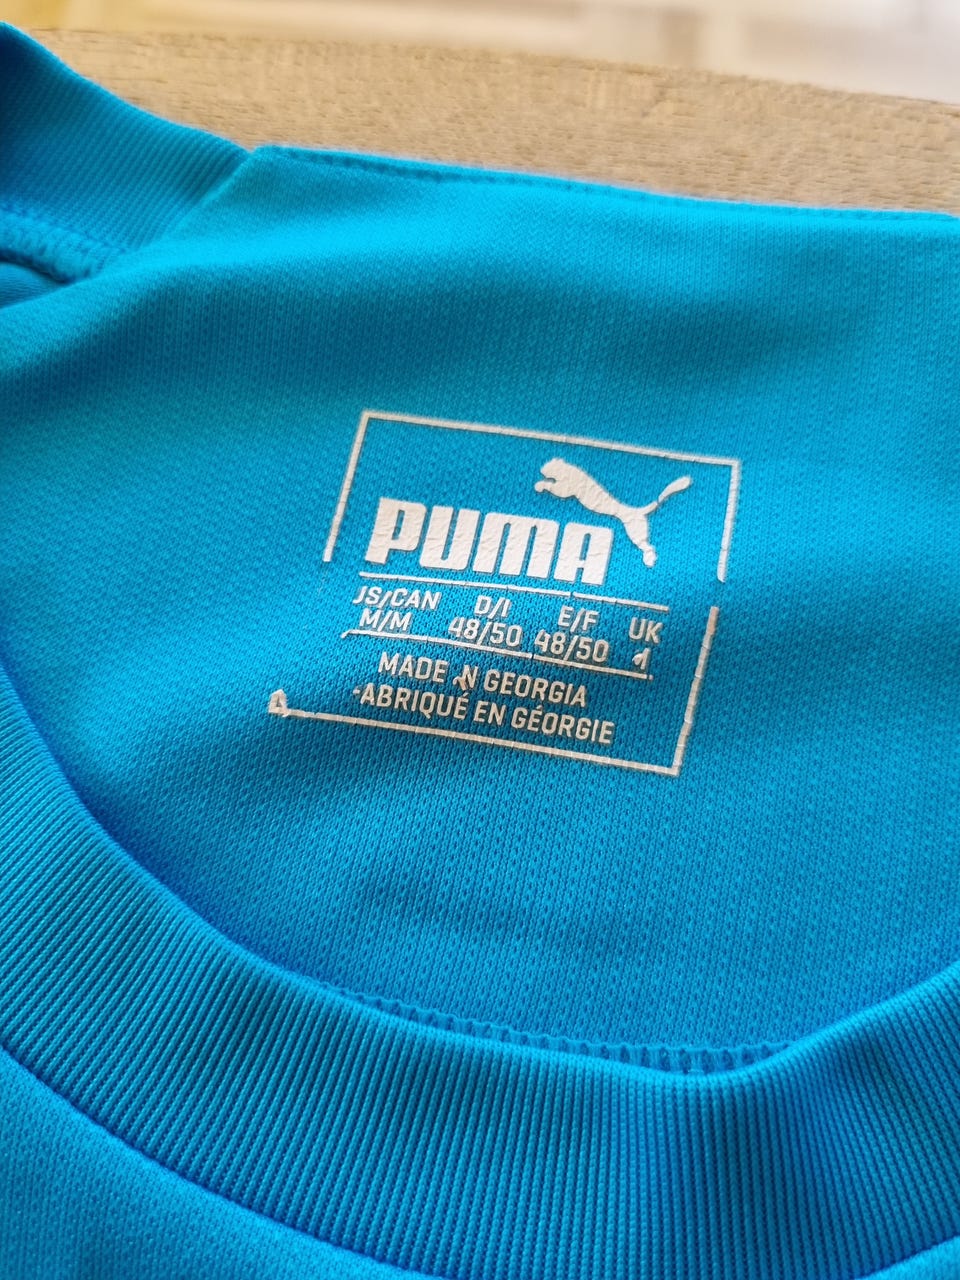 PUMA
JS/CAN D/I E/F UK
M/M 48/50 48/50
MADE N GEORGIA
ABRIQUÉ EN GÉORGIE